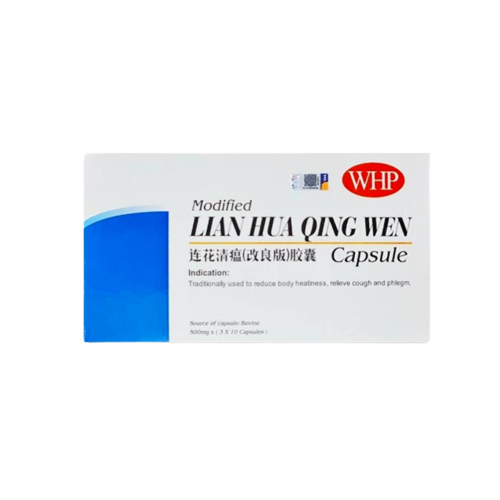 WHP
Modified
LIAN HUA QING WEN
连花清瘟(改良版)胶囊 Capsule
Indication:
Traditionally used to reduce body heatiness, relieve cough and phlegm.
Source of capsule: Bovine
500mg x ( 3 X 10 Capsules )